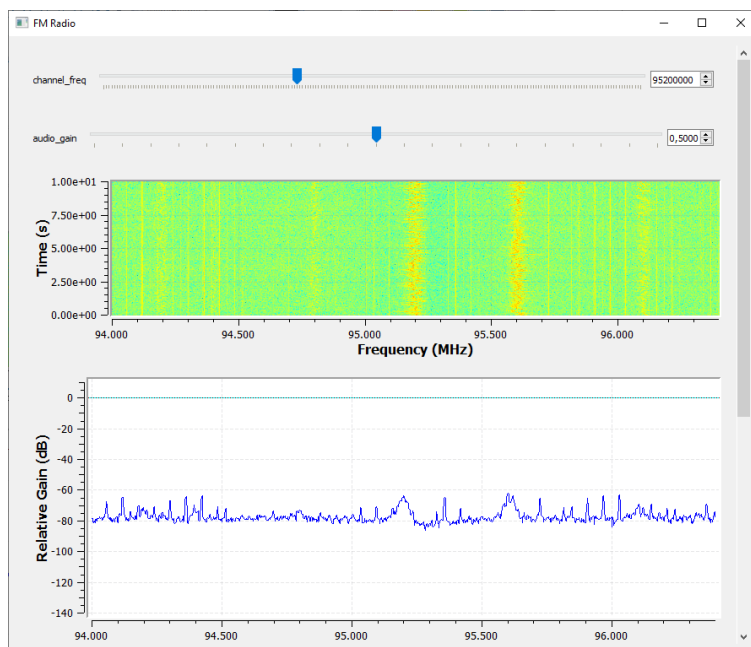 FM Radio
channel_freq
95200000
audio_gain
0,5000
1.00e+01
7.50e+00
5.00e+00
2.50e+00
0.00e+00
Time (s)
94.000 94.500 95.000 95.500 96.000
Frequency (MHz)
0
-20
-40
-60
-80
-100
-120
-140
Relative Gain (dB)
94.000 94.500 95.000 95.500 96.000